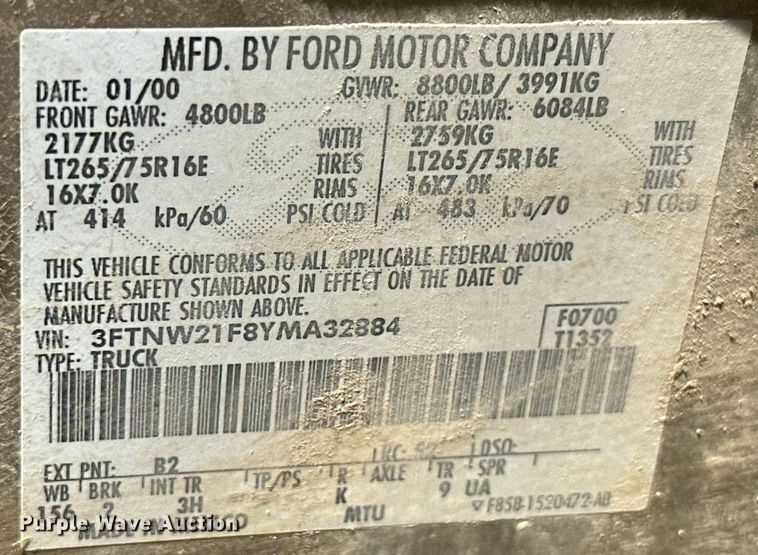 MFD. BY FORD MOTOR COMPANY
DATE: 01/00 GVWR: 8800LB/ 3991KG
FRONT GAWR: 4800LB REAR GAWR: 6084LB
2177KG WITH 2759KG WITH
LT265/75R16E TIRES LT265/75R16E TIRES
16X7.0K RIMS 16X7.0K RIMS
AT 414 kPa/60 PSI COLD AT 483 kPa/70 PSI COLD
THIS VEHICLE CONFORMS TO ALL APPLICABLE FEDERAL MOTOR
VEHICLE SAFETY STANDARDS IN EFFECT ON THE DATE OF
MANUFACTURE SHOWN ABOVE.
VIN: 3FTNW21F8YMA32884 F0700
TYPE: TRUCK T1352
EXT PNT: B2 DSO:
WB BRK INT TR TP/PS R AXLE TR SPR
156 2 3H K 9 UA
MTU F85B-1520472-AB
MADE IN MEXICO
Purple Wave Auction